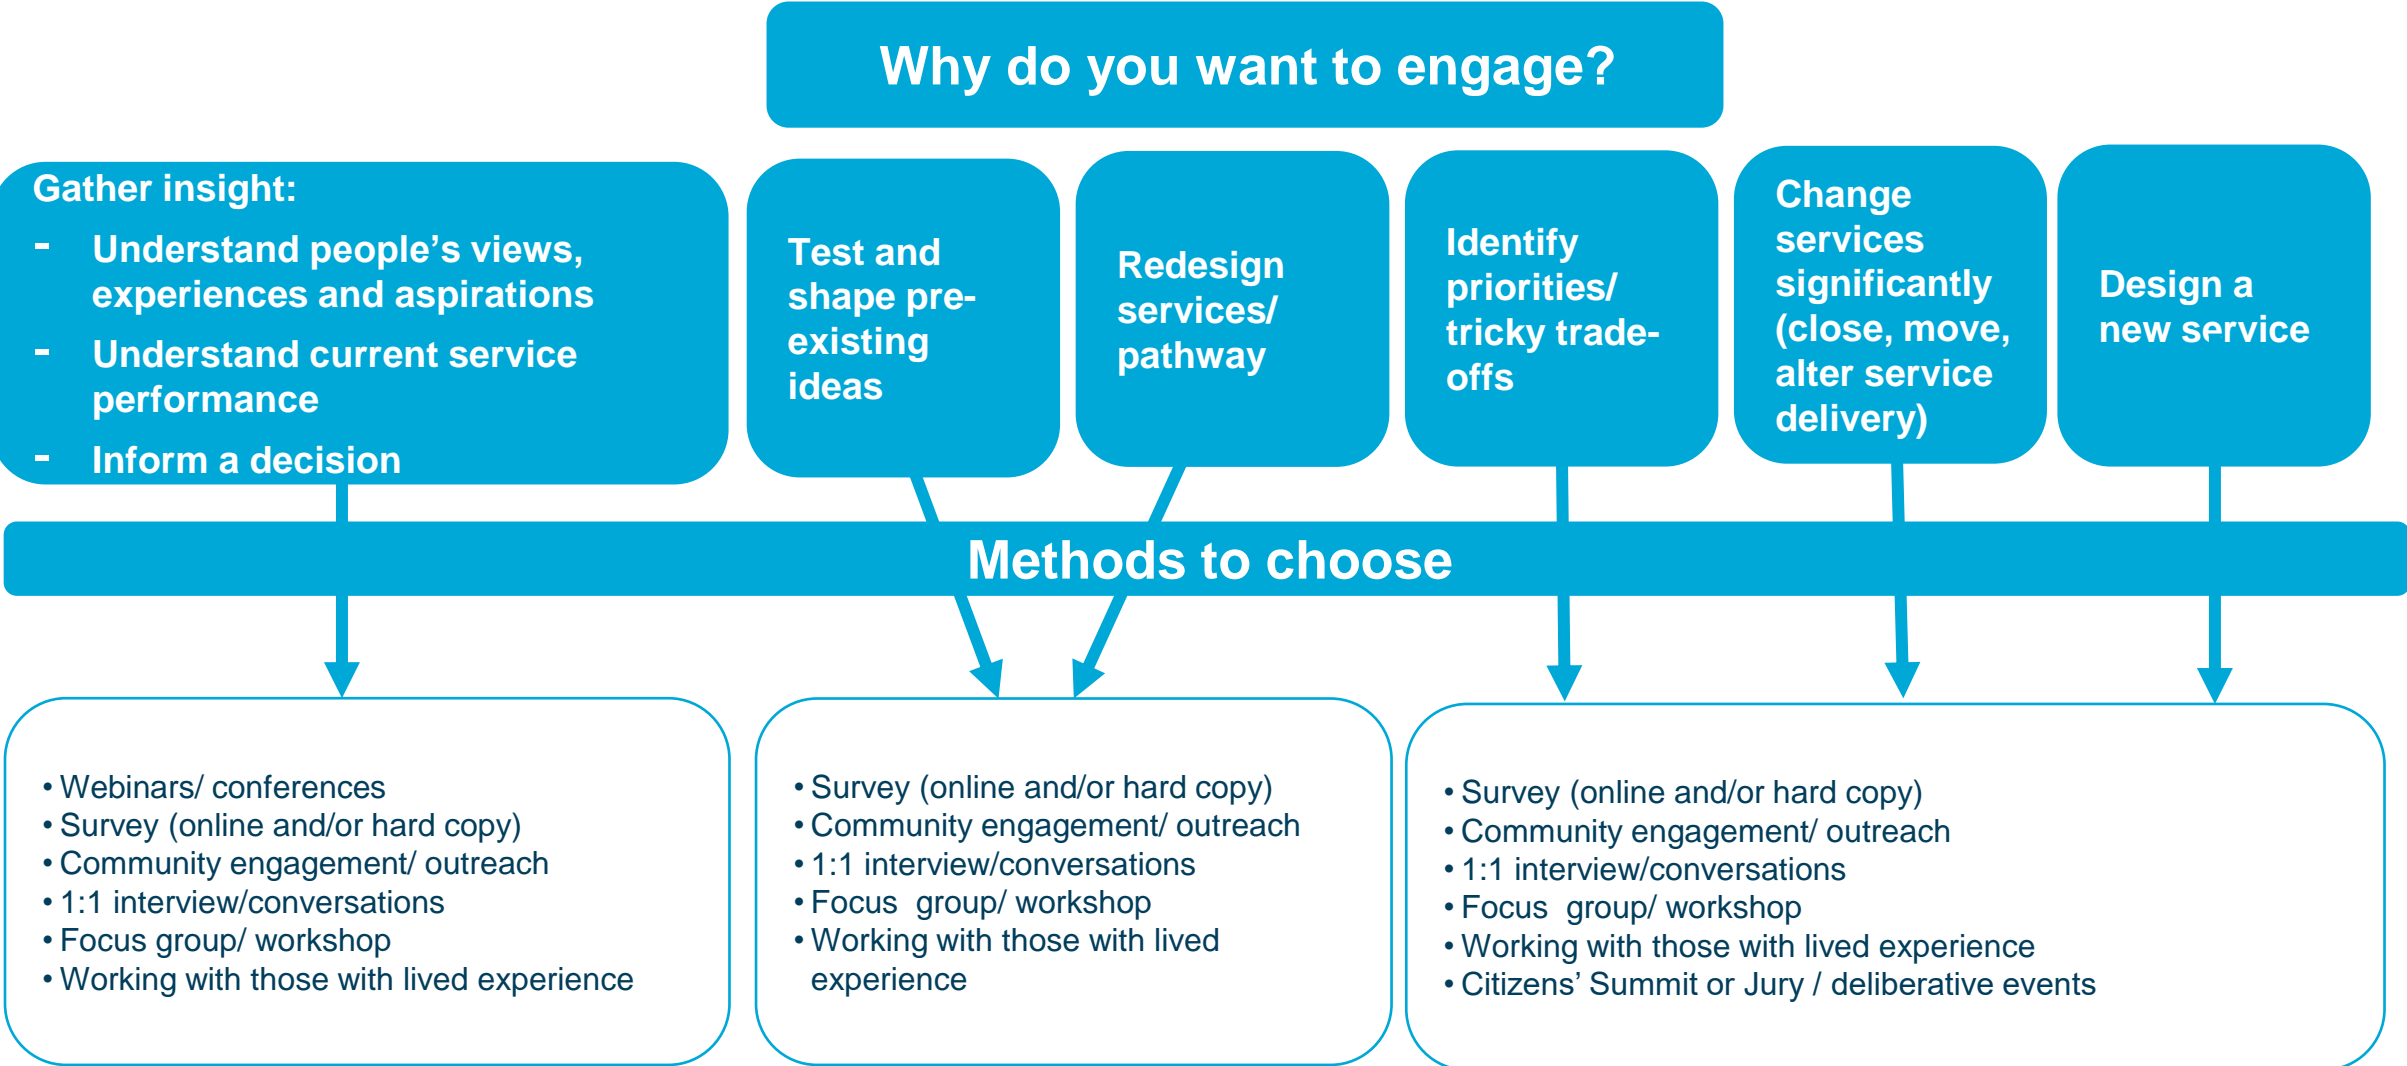 Why do you want to engage?
Gather insight:
- Understand people's views,
experiences and aspirations
- Understand current service
performance
- Inform a decision
Test and
shape pre-
existing
ideas
Redesign
services/
pathway
Identify
priorities/
tricky trade-
offs
Change
services
significantly
(close, move,
alter service
delivery)
Design a
new service
Methods to choose
• Webinars/ conferences
• Survey (online and/or hard copy)
• Community engagement/ outreach
• 1:1 interview/conversations
• Focus group/ workshop
• Working with those with lived experience
• Survey (online and/or hard copy)
• Community engagement/ outreach
• 1:1 interview/conversations
• Focus  group/ workshop
• Working with those with lived
experience
• Survey (online and/or hard copy)
• Community engagement/ outreach
• 1:1 interview/conversations
• Focus  group/ workshop
• Working with those with lived experience
• Citizens' Summit or Jury / deliberative events